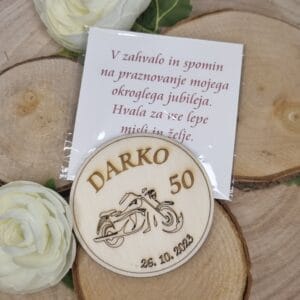 V zahvalo in spomin
na praznovanje mojega
okroglega jubileja.
Hvala za vse lepe
misli in želje.
DARKO
50
26. 10. 2023